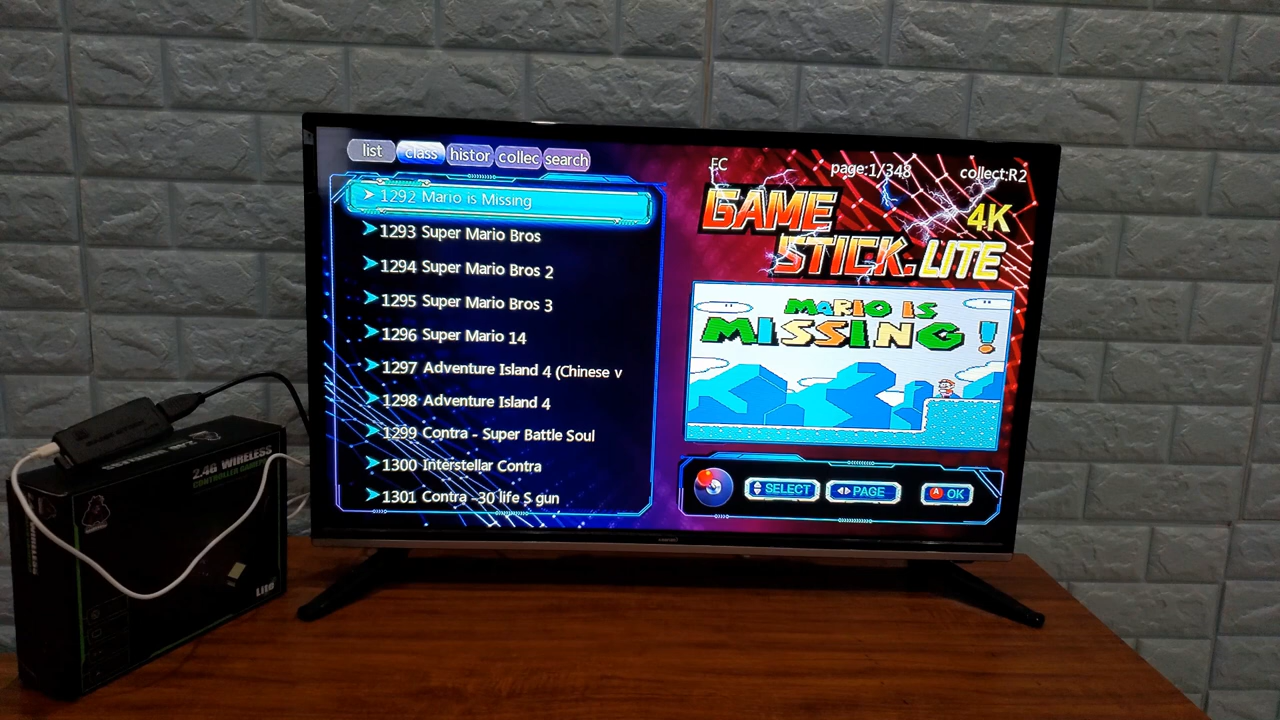 list class histor collec search
FC page:1/348 collect:R2
1292 Mario is Missing
1293 Super Mario Bros
1294 Super Mario Bros 2
1295 Super Mario Bros 3
1296 Super Mario 14
1297 Adventure Island 4 (Chinese v
1298 Adventure Island 4
1299 Contra - Super Battle Soul
1300 Interstellar Contra
1301 Contra -30 life S gun
GAME
4K
STICK. LITE
MARIO IS
MISSING!
SELECT PAGE A OK
2.4G WIRELESS
CONTROLLER GAMEPAD
Lite